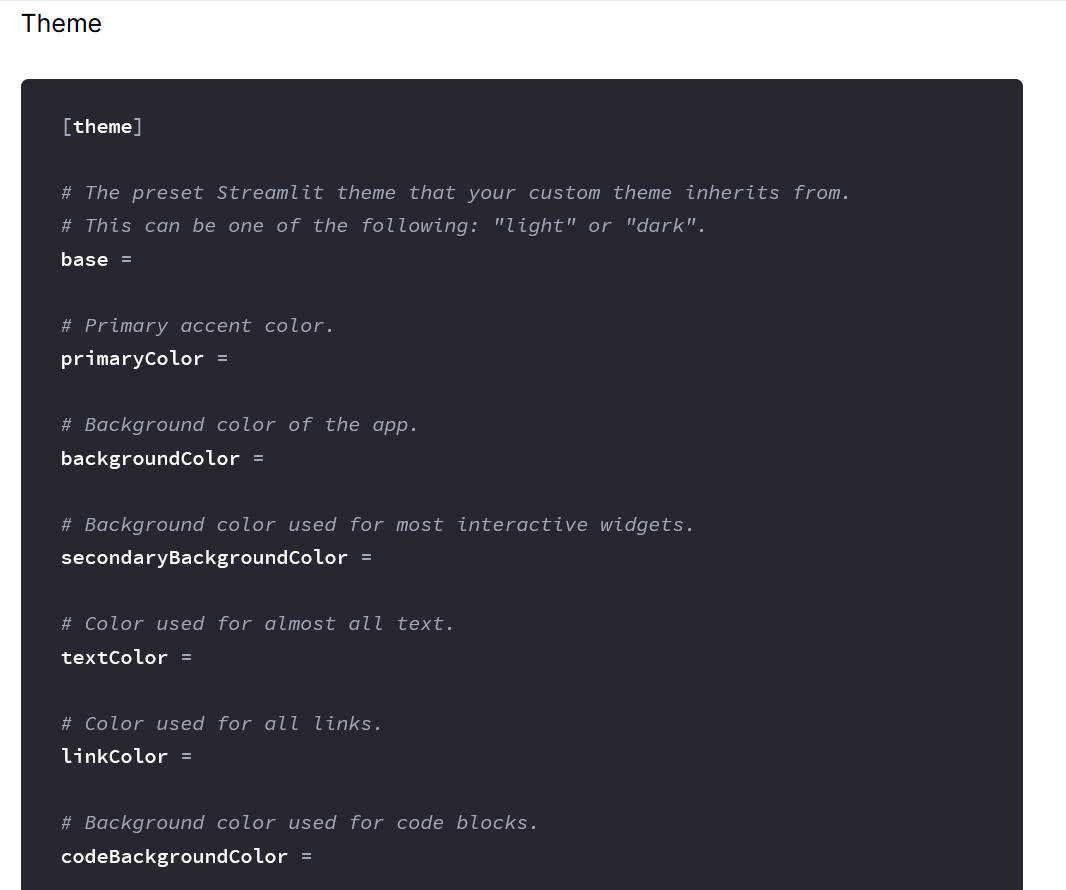 Theme
[theme]
# The preset Streamlit theme that your custom theme inherits from.
# This can be one of the following: "light" or "dark".
base =
# Primary accent color.
primaryColor =
# Background color of the app.
backgroundColor =
# Background color used for most interactive widgets.
secondaryBackgroundColor =
# Color used for almost all text.
textColor =
# Color used for all links.
linkColor =
# Background color used for code blocks.
codeBackgroundColor =